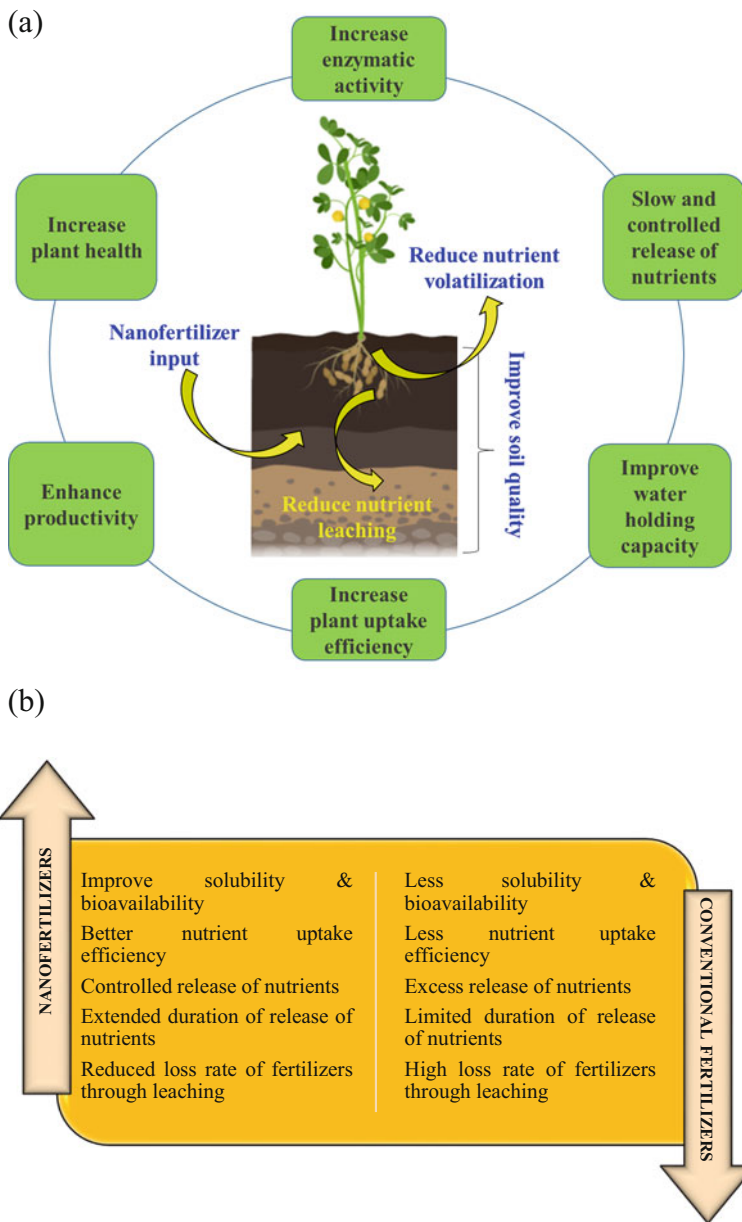 (a)
Increase
enzymatic
activity
Increase
plant health
Slow and
controlled
release of
nutrients
Reduce nutrient
volatilization
Nanofertilizer
input
Improve soil quality
Enhance
productivity
Reduce nutrient
leaching
Improve
water
holding
capacity
Increase
plant uptake
efficiency
(b)
NANOFERTILIZERS
Improve solubility &
bioavailability
Better nutrient uptake
efficiency
Controlled release of nutrients
Extended duration of release of
nutrients
Reduced loss rate of fertilizers
through leaching
Less solubility &
bioavailability
Less nutrient uptake
efficiency
Excess release of nutrients
Limited duration of release
of nutrients
High loss rate of fertilizers
through leaching
CONVENTIONAL FERTILIZERS